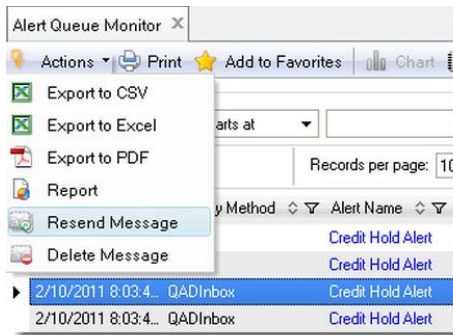 Alert Queue Monitor
Actions Print Add to Favorites Chart
Export to CSV
Export to Excel arts at
Export to PDF Records per page: 10
Report
y Method Alert Name
Resend Message
Credit Hold Alert
Delete Message
Credit Hold Alert
2/10/2011 8:03:4... QADInbox Credit Hold Alert
2/10/2011 8:03:4... QADInbox Credit Hold Alert